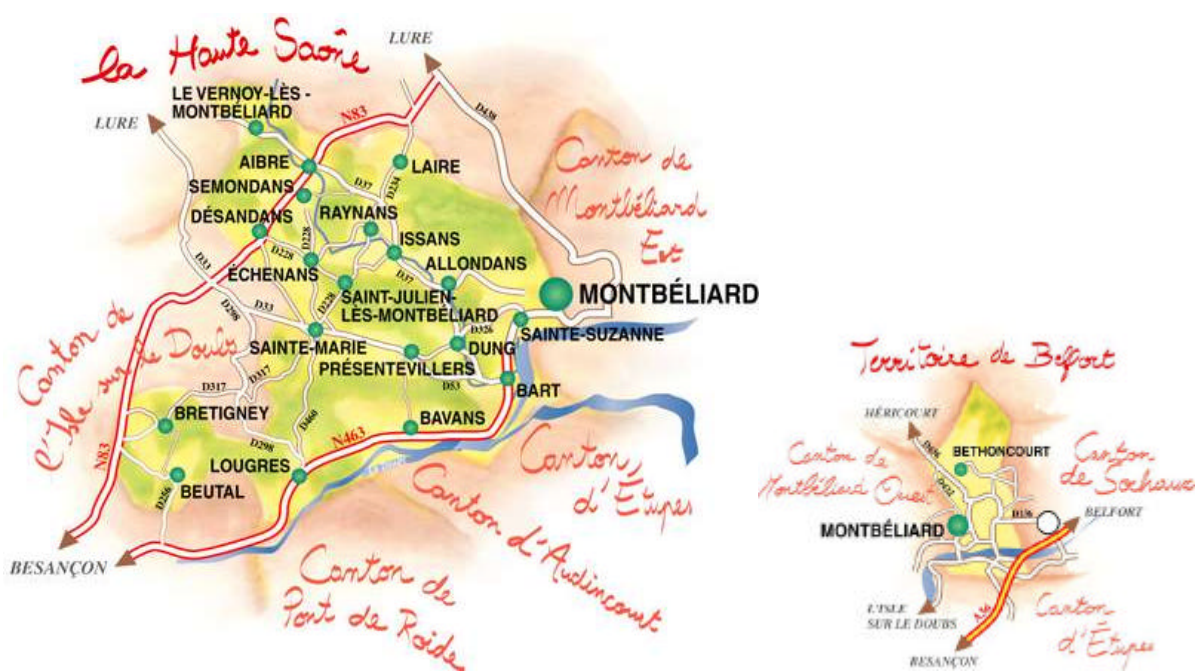 la Haute Saône
LURE
LE VERNOY-LÈS -
MONTBÉLIARD
N83
D438
LURE
AIBRE
LAIRE
Canton de
Montbéliard
Est
SEMONDANS
D37
D234
RAYNANS
DÉSANDANS
D228
ISSANS
D228
ALLONDANS
ÉCHENANS
D37
D33
MONTBÉLIARD
SAINT-JULIEN-
LÈS-MONTBÉLIARD
D228
D298
D33
D326
SAINTE-SUZANNE
SAINTE-MARIE
DUNG
PRÉSENTEVILLERS
Canton de
l'Isle sur le Doubs
D317
D317
D53
BART
BRETIGNEY
D460
BAVANS
D298
N463
N83
LOUGRES
BEUTAL
D256
BESANÇON
Canton
d'Étupes
Canton d'Audincourt
Canton de
Pont de Roide
Territoire de Belfort
HÉRICOURT
BETHONCOURT
Canton de
Montbéliard Ouest
Canton
de Sochaux
D432
MONTBÉLIARD
BELFORT
L'ISLE
SUR LE DOUBS
A36
BESANÇON
Canton
d'Étupes